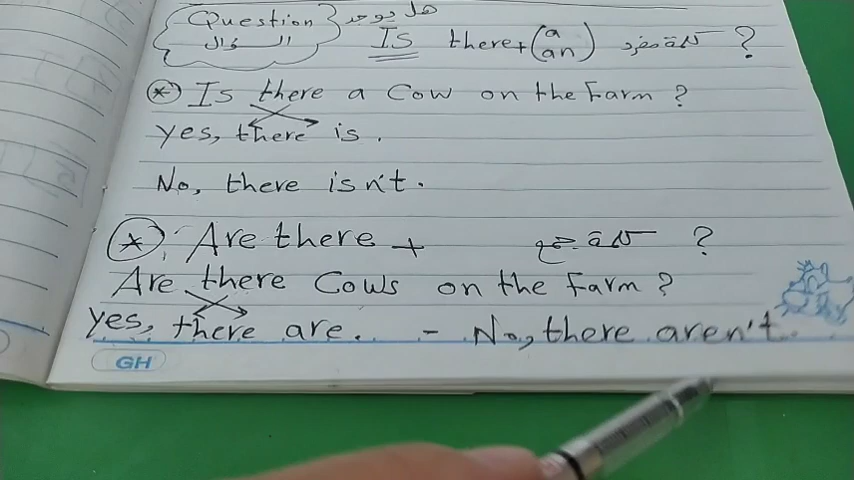 Question هل يوجد
السؤال Is there + (a an) كلمة مفرد ?
* Is there a Cow on the Farm ?
yes, there is .
No, there isn't .
* : Are there + كلمة جمع ?
Are there Cows on the Farm ?
yes, there are . - No, there aren't
GH